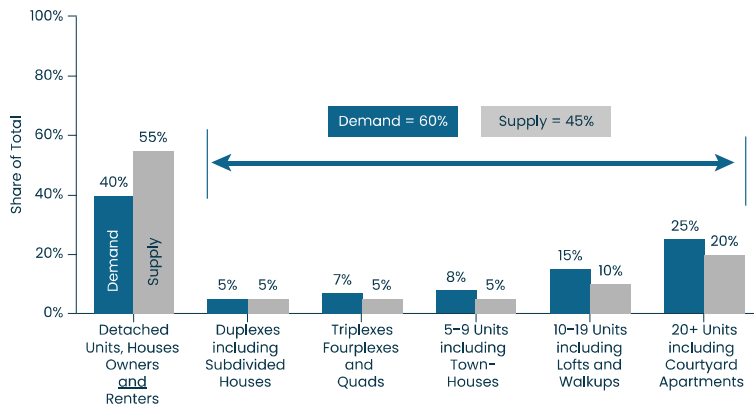 100%
80%
60%
40%
20%
0%
Share of Total
Demand = 60%
Supply = 45%
40%
55%
5%
5%
7%
5%
8%
5%
15%
10%
25%
20%
Demand
Supply
Detached
Units, Houses
Owners
and
Renters
Duplexes
including
Subdivided
Houses
Triplexes
Fourplexes
and
Quads
5–9 Units
including
Town-
Houses
10–19 Units
including
Lofts and
Walkups
20+ Units
including
Courtyard
Apartments